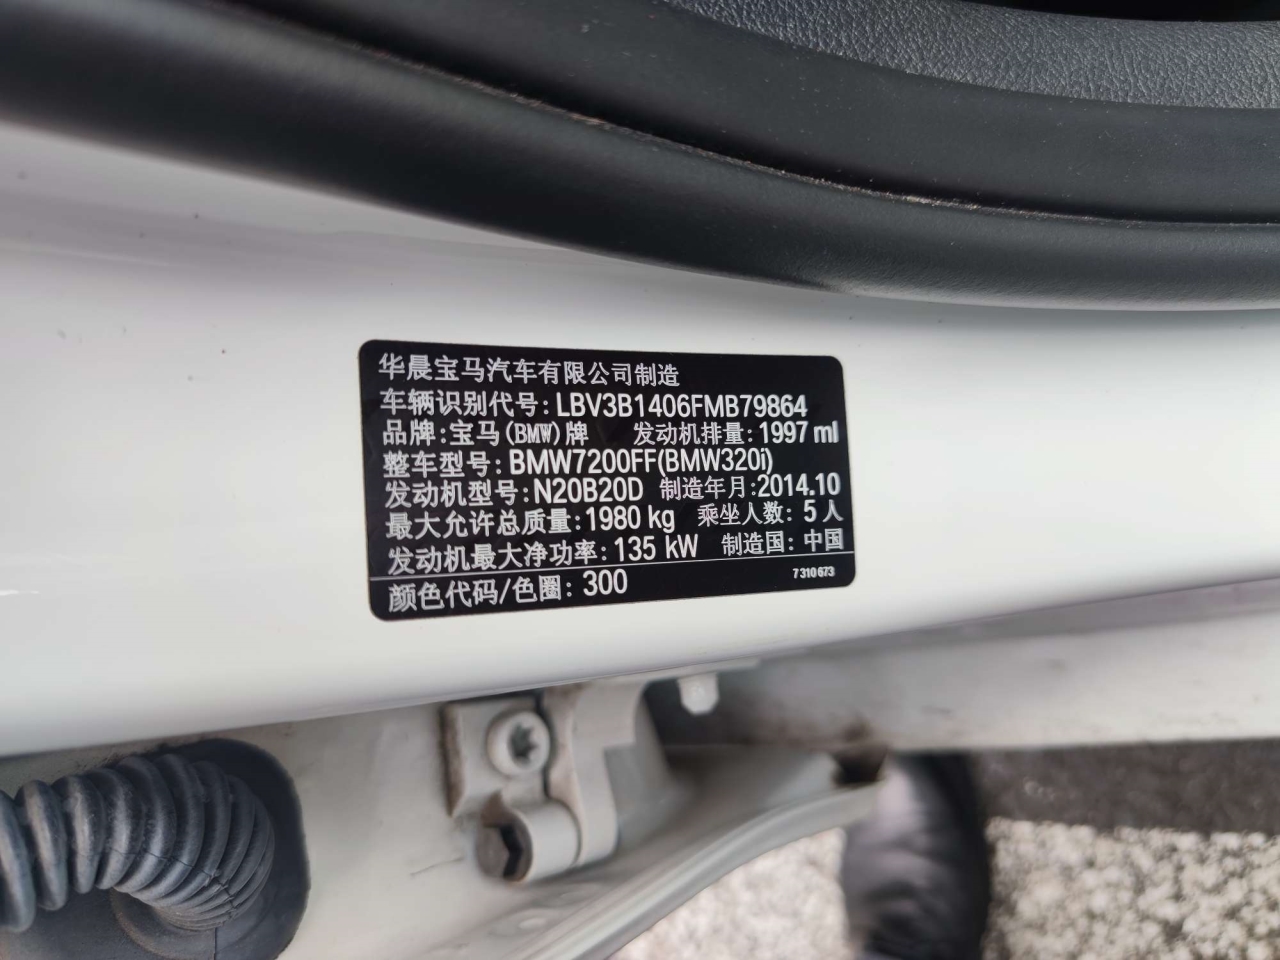 华晨宝马汽车有限公司制造
车辆识别代号:LBV3B1406FMB79864
品牌:宝马(BMW)牌 发动机排量:1997 ml
整车型号:BMW7200FF(BMW320i)
发动机型号:N20B20D 制造年月:2014.10
最大允许总质量:1980 kg 乘坐人数: 5 人
发动机最大净功率: 135 kW 制造国: 中国
颜色代码/色圈: 300 7 310 673